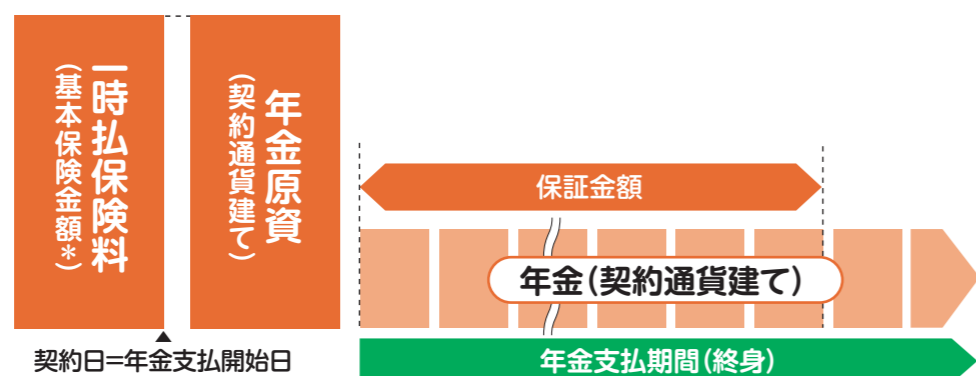 一時払保険料
(基本保険金額*)
年金原資
(契約通貨建て)
保証金額
年金(契約通貨建て)
契約日=年金支払開始日
年金支払期間(終身)